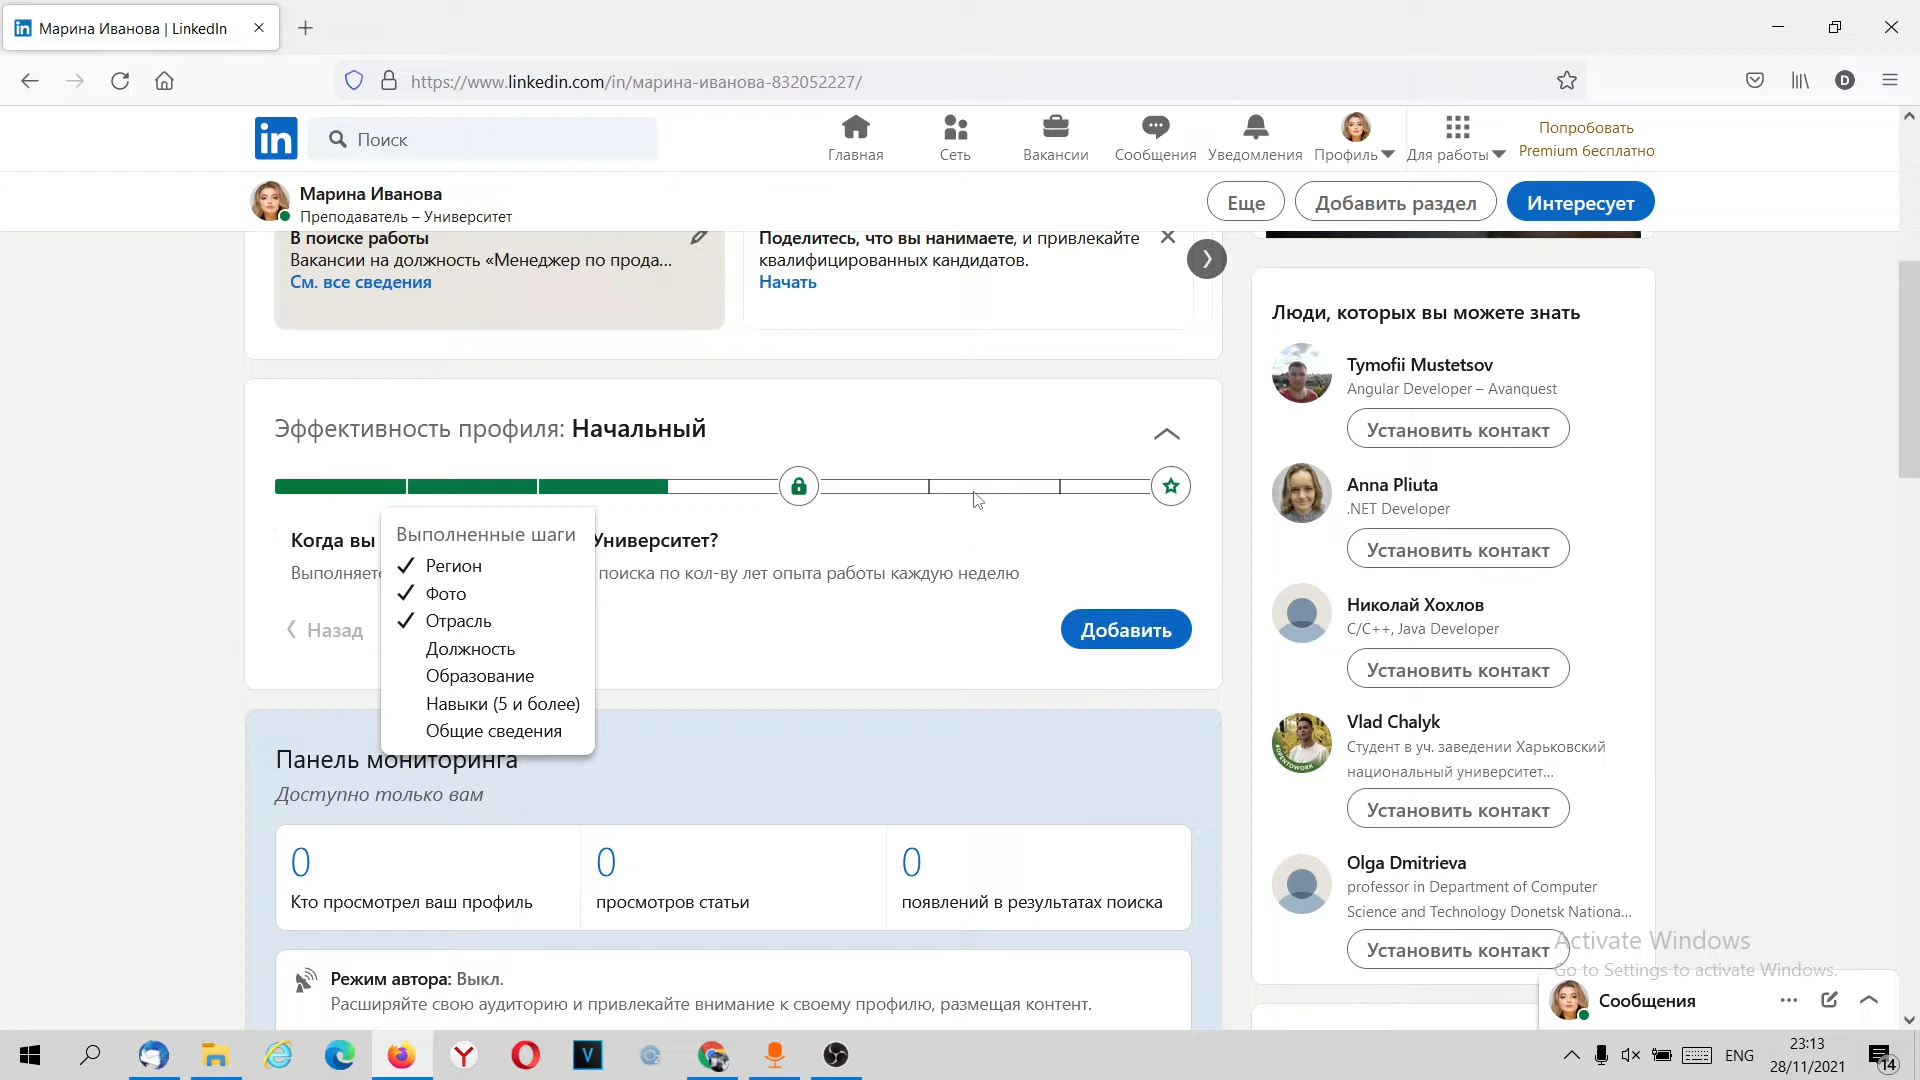 Марина Иванова | LinkedIn
https://www.linkedin.com/in/марина-иванова-832052227/
D
in
Поиск
Главная
Сеть
Вакансии
Сообщения
Уведомления
Профиль
Для работы
Попробовать
Premium бесплатно
Марина Иванова
Преподаватель – Университет
Еще
Добавить раздел
Интересует
В поиске работы
Вакансии на должность «Менеджер по прода...
См. все сведения
Поделитесь, что вы нанимаете, и привлекайте
квалифицированных кандидатов.
Начать
Эффективность профиля: Начальный
Когда вы
Университет?
Выполняете
поиска по кол-ву лет опыта работы каждую неделю
Назад
Добавить
Выполненные шаги
Регион
Фото
Отрасль
Должность
Образование
Навыки (5 и более)
Общие сведения
Панель мониторинга
Доступно только вам
0
Кто просмотрел ваш профиль
0
просмотров статьи
0
появлений в результатах поиска
Режим автора: Выкл.
Расширяйте свою аудиторию и привлекайте внимание к своему профилю, размещая контент.
Люди, которых вы можете знать
Tymofii Mustetsov
Angular Developer – Avanquest
Установить контакт
Anna Pliuta
.NET Developer
Установить контакт
Николай Хохлов
C/C++, Java Developer
Установить контакт
Vlad Chalyk
Студент в уч. заведении Харьковский
национальный университет...
Установить контакт
Olga Dmitrieva
professor in Department of Computer
Science and Technology Donetsk Nationa...
Установить контакт
Activate Windows
Go to Settings to activate Windows.
Сообщения
ENG
23:13
28/11/2021
14